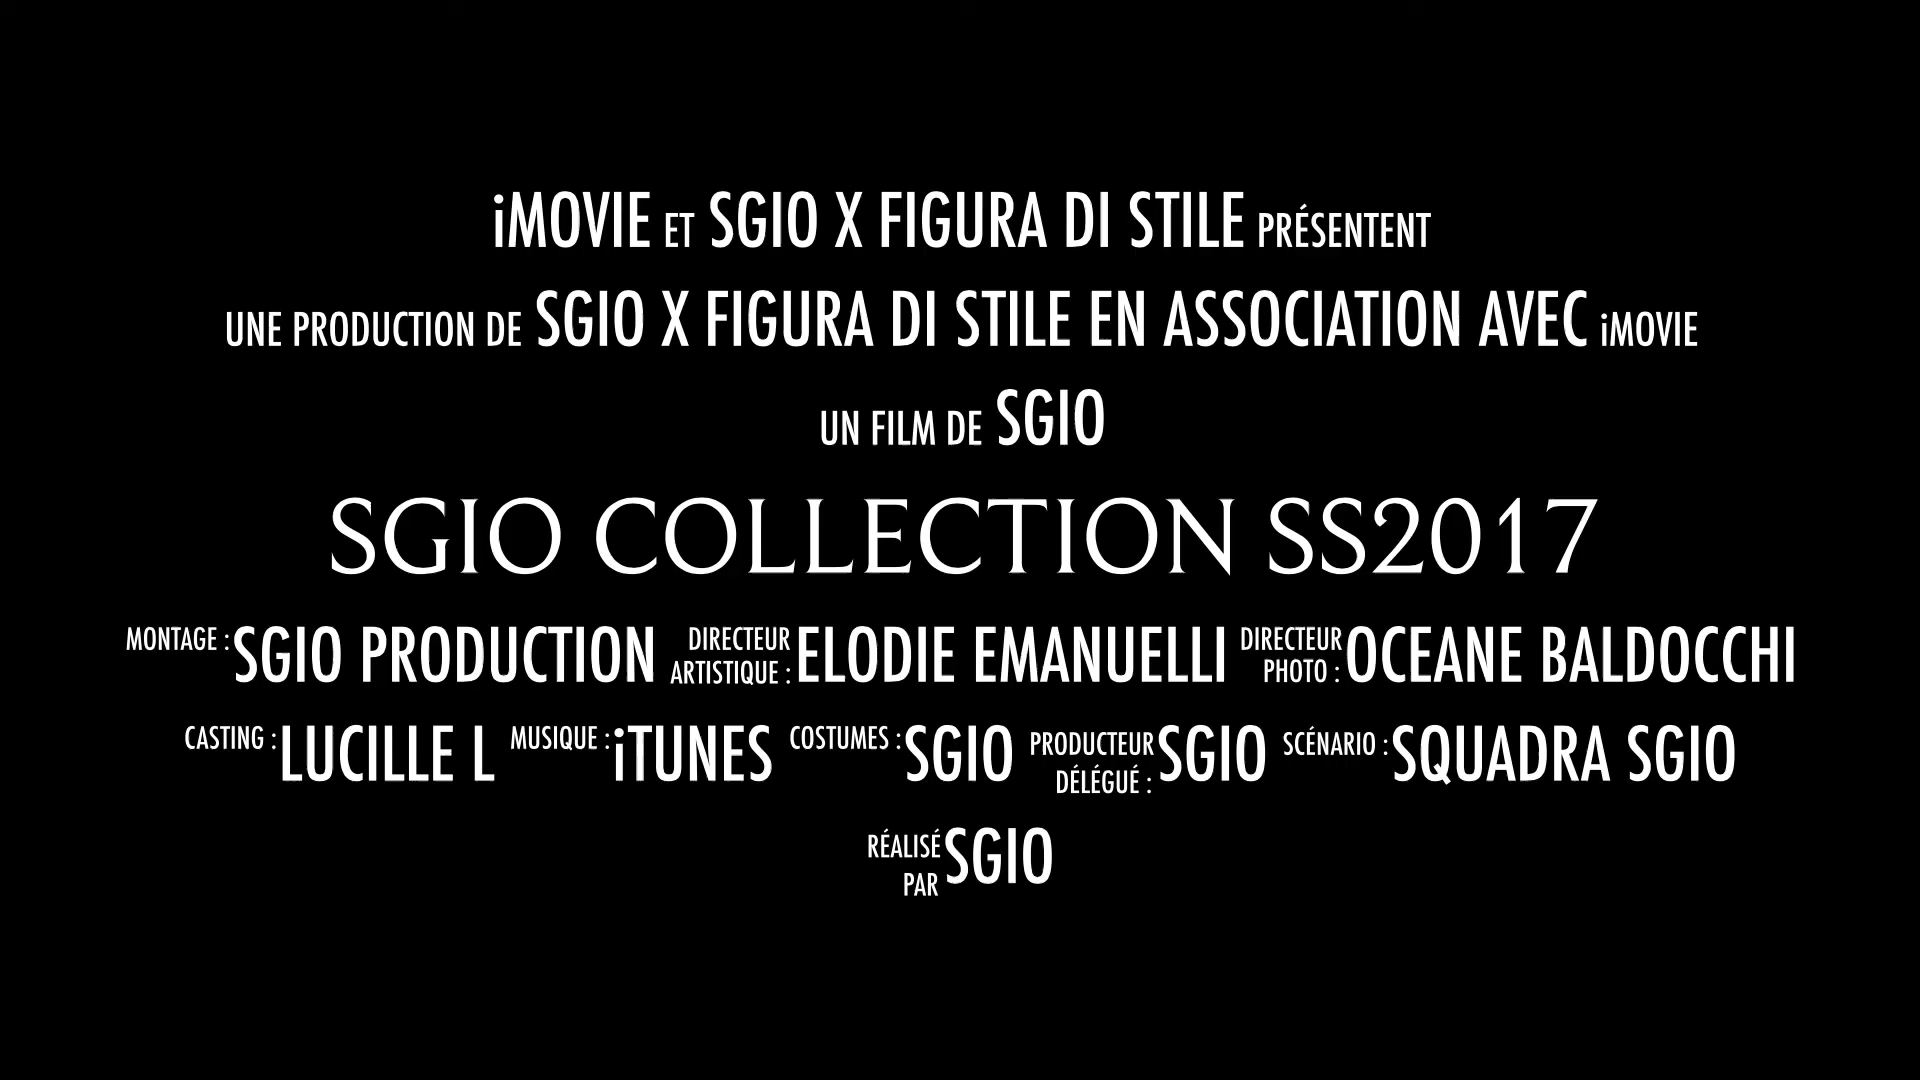 iMOVIE ET SGIO X FIGURA DI STILE PRÉSENTENT
UNE PRODUCTION DE SGIO X FIGURA DI STILE EN ASSOCIATION AVEC iMOVIE
UN FILM DE SGIO
SGIO COLLECTION SS2017
MONTAGE : SGIO PRODUCTION DIRECTEUR ARTISTIQUE : ELODIE EMANUELLI DIRECTEUR PHOTO : OCEANE BALDOCCHI
CASTING : LUCILLE L MUSIQUE : iTUNES COSTUMES : SGIO PRODUCTEUR DÉLÉGUÉ : SGIO SCÉNARIO : SQUADRA SGIO
RÉALISÉ PAR SGIO